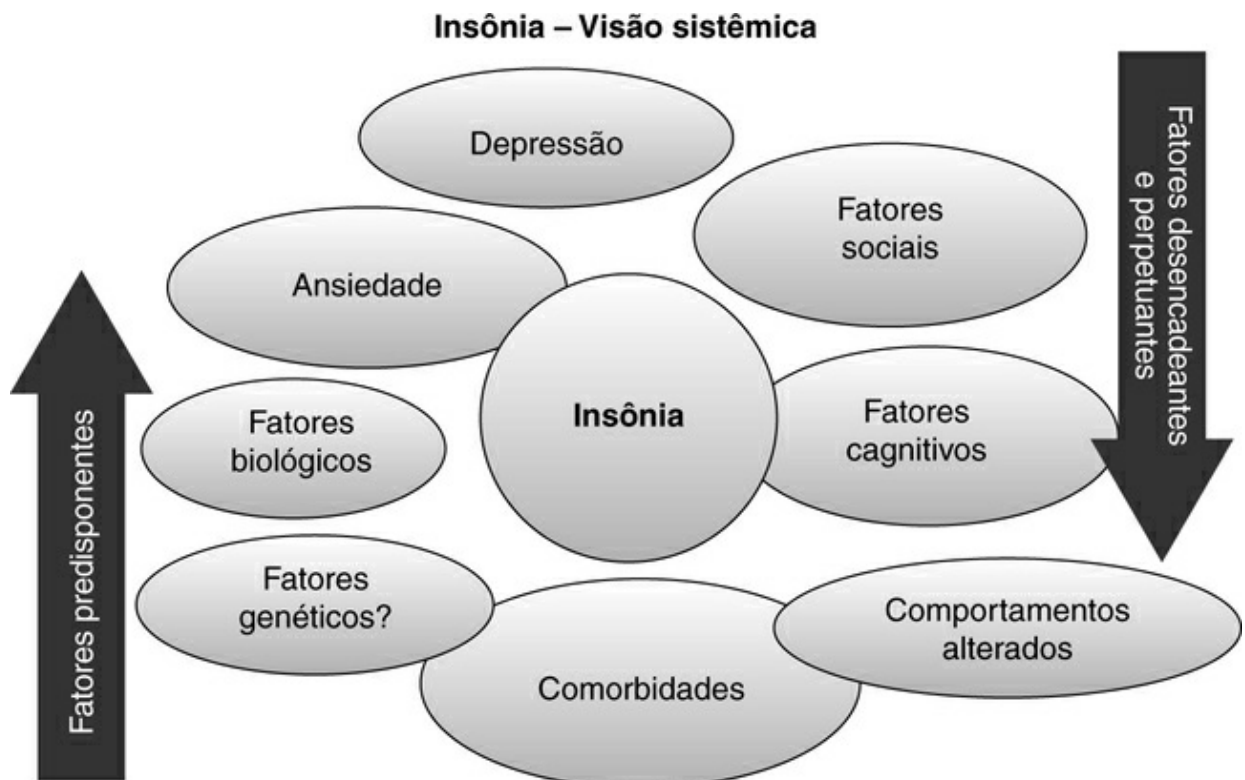 Insônia – Visão sistêmica
Depressão
Fatores
sociais
Ansiedade
Insônia
Fatores
cagnitivos
Fatores
biológicos
Fatores
genéticos?
Comorbidades
Comportamentos
alterados
Fatores predisponentes
Fatores desencadeantes
e perpetuantes